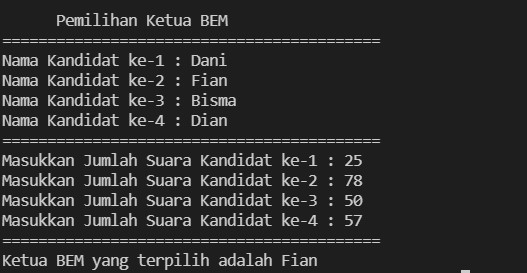 Pemilihan Ketua BEM
==========================================
Nama Kandidat ke-1 : Dani
Nama Kandidat ke-2 : Fian
Nama Kandidat ke-3 : Bisma
Nama Kandidat ke-4 : Dian
==========================================
Masukkan Jumlah Suara Kandidat ke-1 : 25
Masukkan Jumlah Suara Kandidat ke-2 : 78
Masukkan Jumlah Suara Kandidat ke-3 : 50
Masukkan Jumlah Suara Kandidat ke-4 : 57
==========================================
Ketua BEM yang terpilih adalah Fian